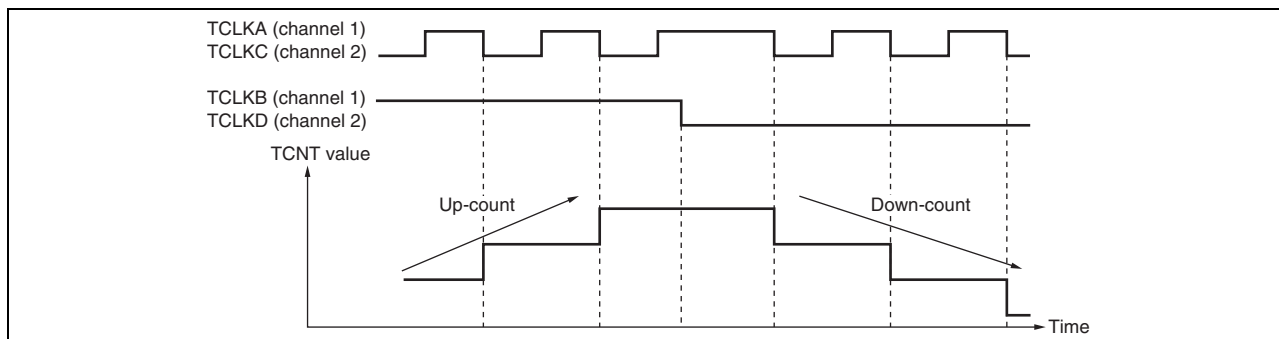 TCLKA (channel 1)
TCLKC (channel 2)
TCLKB (channel 1)
TCLKD (channel 2)
TCNT value
Up-count
Down-count
Time